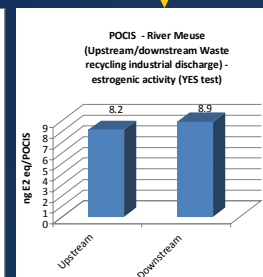 POCIS - River Meuse
(Upstream/downstream Waste
recycling industrial discharge) -
estrogenic activity (YES test)
8.2
8.9
ng E2 eq/POCIS
9
8
7
6
5
4
3
2
1
0
Upstream
Downstream